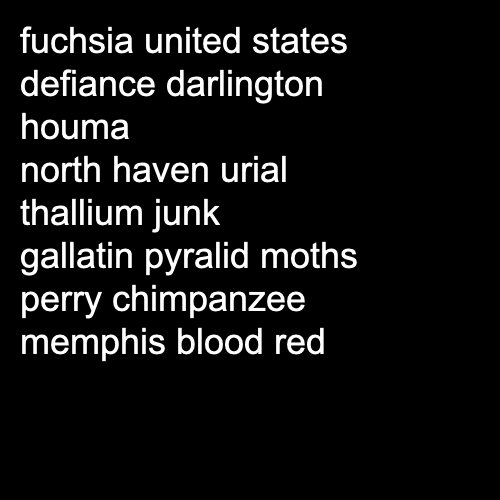 fuchsia united states
defiance darlington
houma
north haven urial
thallium junk
gallatin pyralid moths
perry chimpanzee
memphis blood red